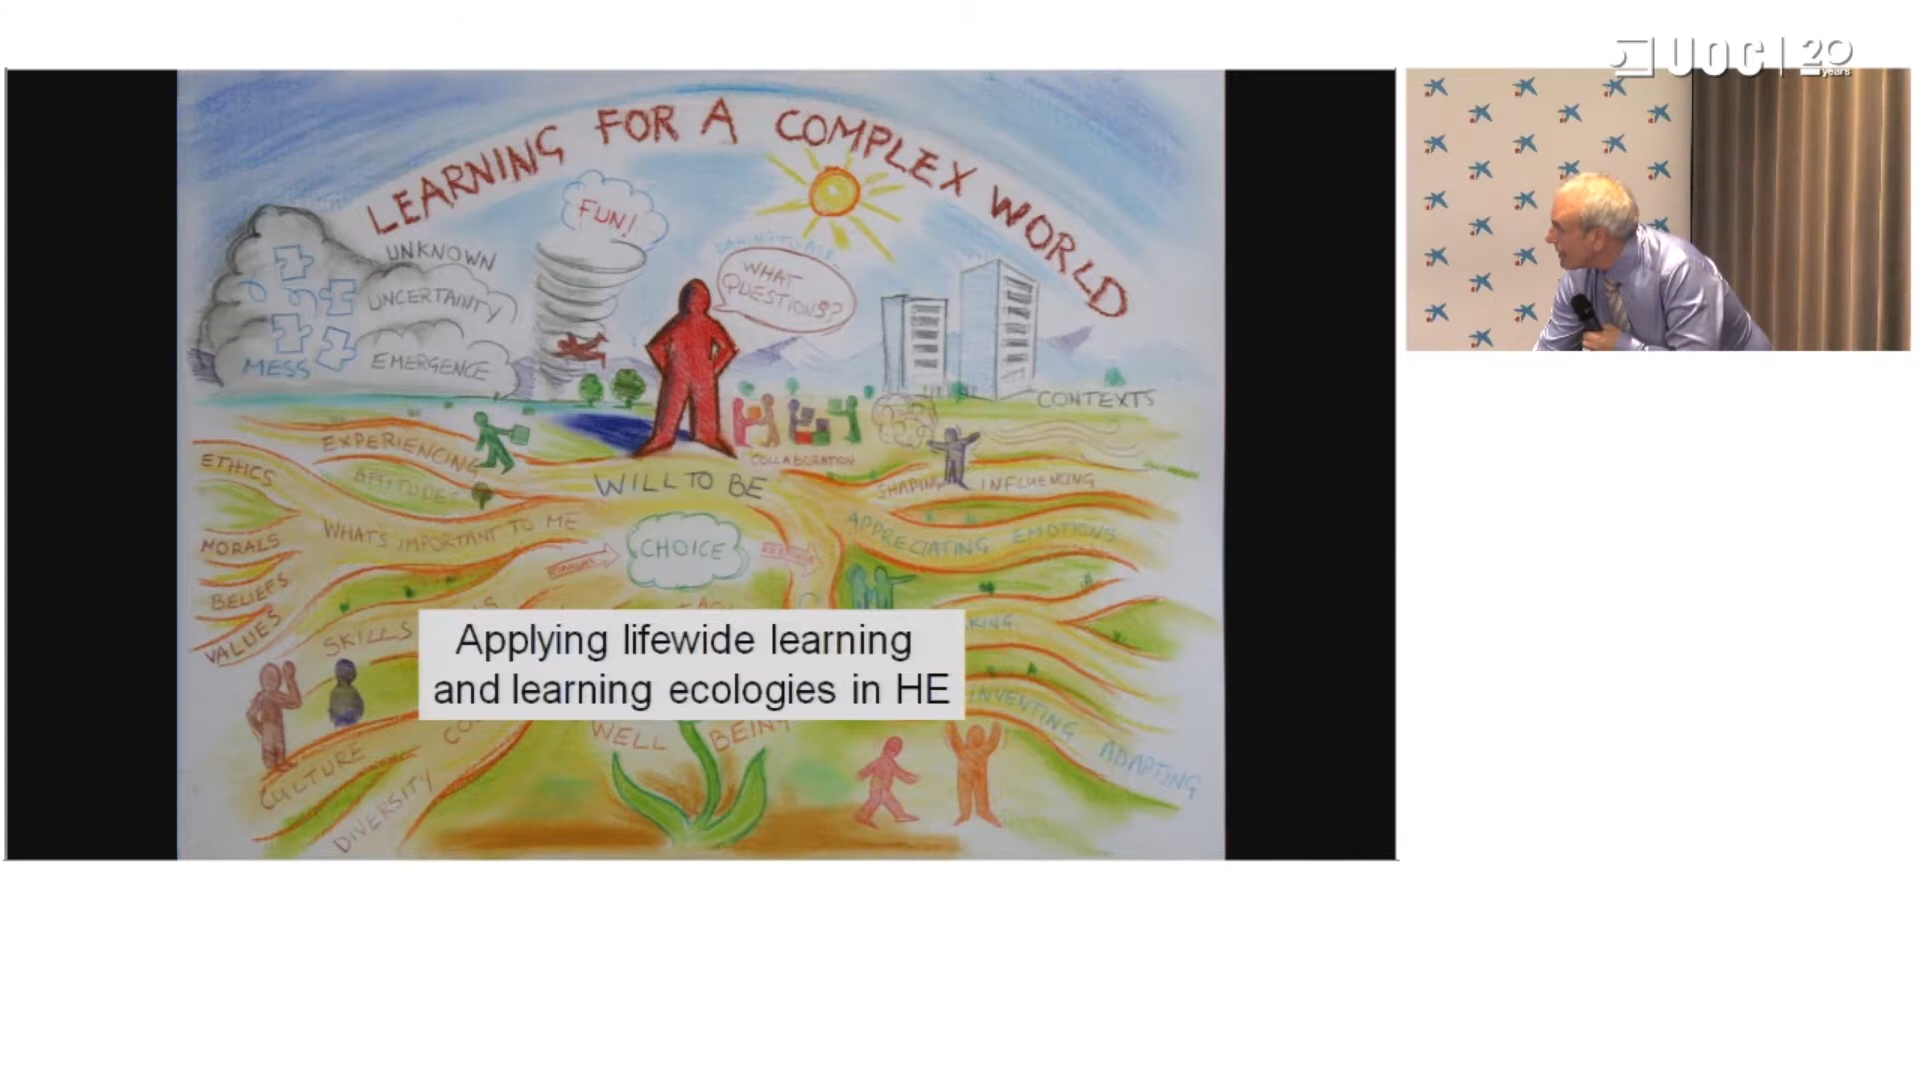 UOC 20
years
LEARNING FOR A COMPLEX WORLD
FUN!
UNKNOWN
UNCERTAINTY
EMERGENCE
MESS
WHAT
QUESTIONS?
CONTEXTS
EXPERIENCING
ATTITUDES
ETHICS
COLLABORATION
WILL TO BE
SHAPING INFLUENCING
WHAT'S IMPORTANT TO ME
CHOICE
APPRECIATING EMOTIONS
MORALS
BELIEFS
VALUES
SKILLS
Applying lifewide learning
and learning ecologies in HE
INVENTING
ADAPTING
WELL BEING
CULTURE
DIVERSITY